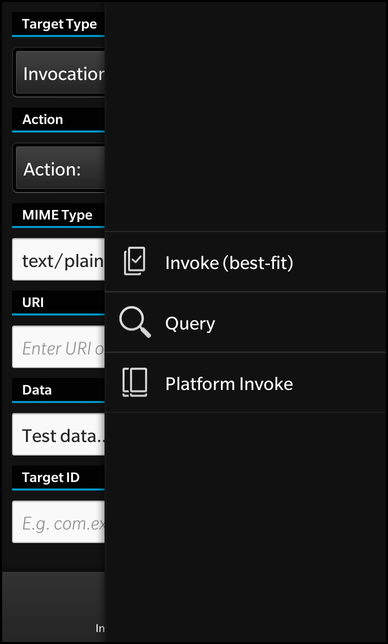 Target Type
Invocation
Action
Action:
MIME Type
text/plain
URI
Enter URI o
Data
Test data..
Target ID
E.g. com.ex
In
Invoke (best-fit)
Query
Platform Invoke